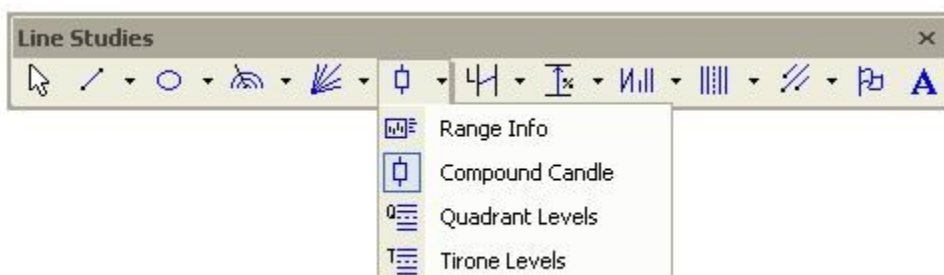 Line Studies
A
Range Info
Compound Candle
Quadrant Levels
Tirone Levels